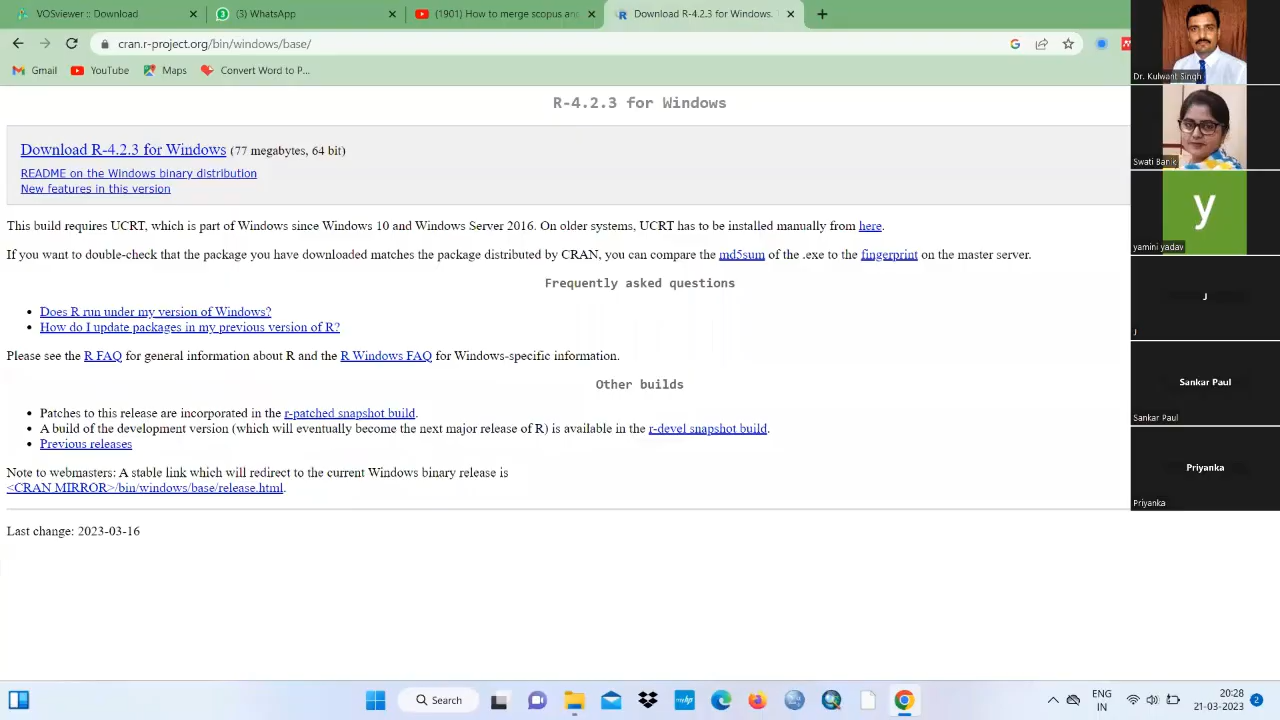 VOSviewer :: Download
(3) WhatsApp
(1901) How to merge scopus and
Download R-4.2.3 for Windows.
cran.r-project.org/bin/windows/base/
Gmail
YouTube
Maps
Convert Word to P...
R-4.2.3 for Windows
Download R-4.2.3 for Windows (77 megabytes, 64 bit)
README on the Windows binary distribution
New features in this version
This build requires UCRT, which is part of Windows since Windows 10 and Windows Server 2016. On older systems, UCRT has to be installed manually from here.
If you want to double-check that the package you have downloaded matches the package distributed by CRAN, you can compare the md5sum of the .exe to the fingerprint on the master server.
Frequently asked questions
Does R run under my version of Windows?
How do I update packages in my previous version of R?
Please see the R FAQ for general information about R and the R Windows FAQ for Windows-specific information.
Other builds
Patches to this release are incorporated in the r-patched snapshot build.
A build of the development version (which will eventually become the next major release of R) is available in the r-devel snapshot build.
Previous releases
Note to webmasters: A stable link which will redirect to the current Windows binary release is
<CRAN MIRROR>/bin/windows/base/release.html.
Last change: 2023-03-16
Dr. Kulwant Singh
Swati Banik
y
yamini yadav
J
J
Sankar Paul
Sankar Paul
Priyanka
Priyanka
Search
ENG
IN
20:28
21-03-2023
2